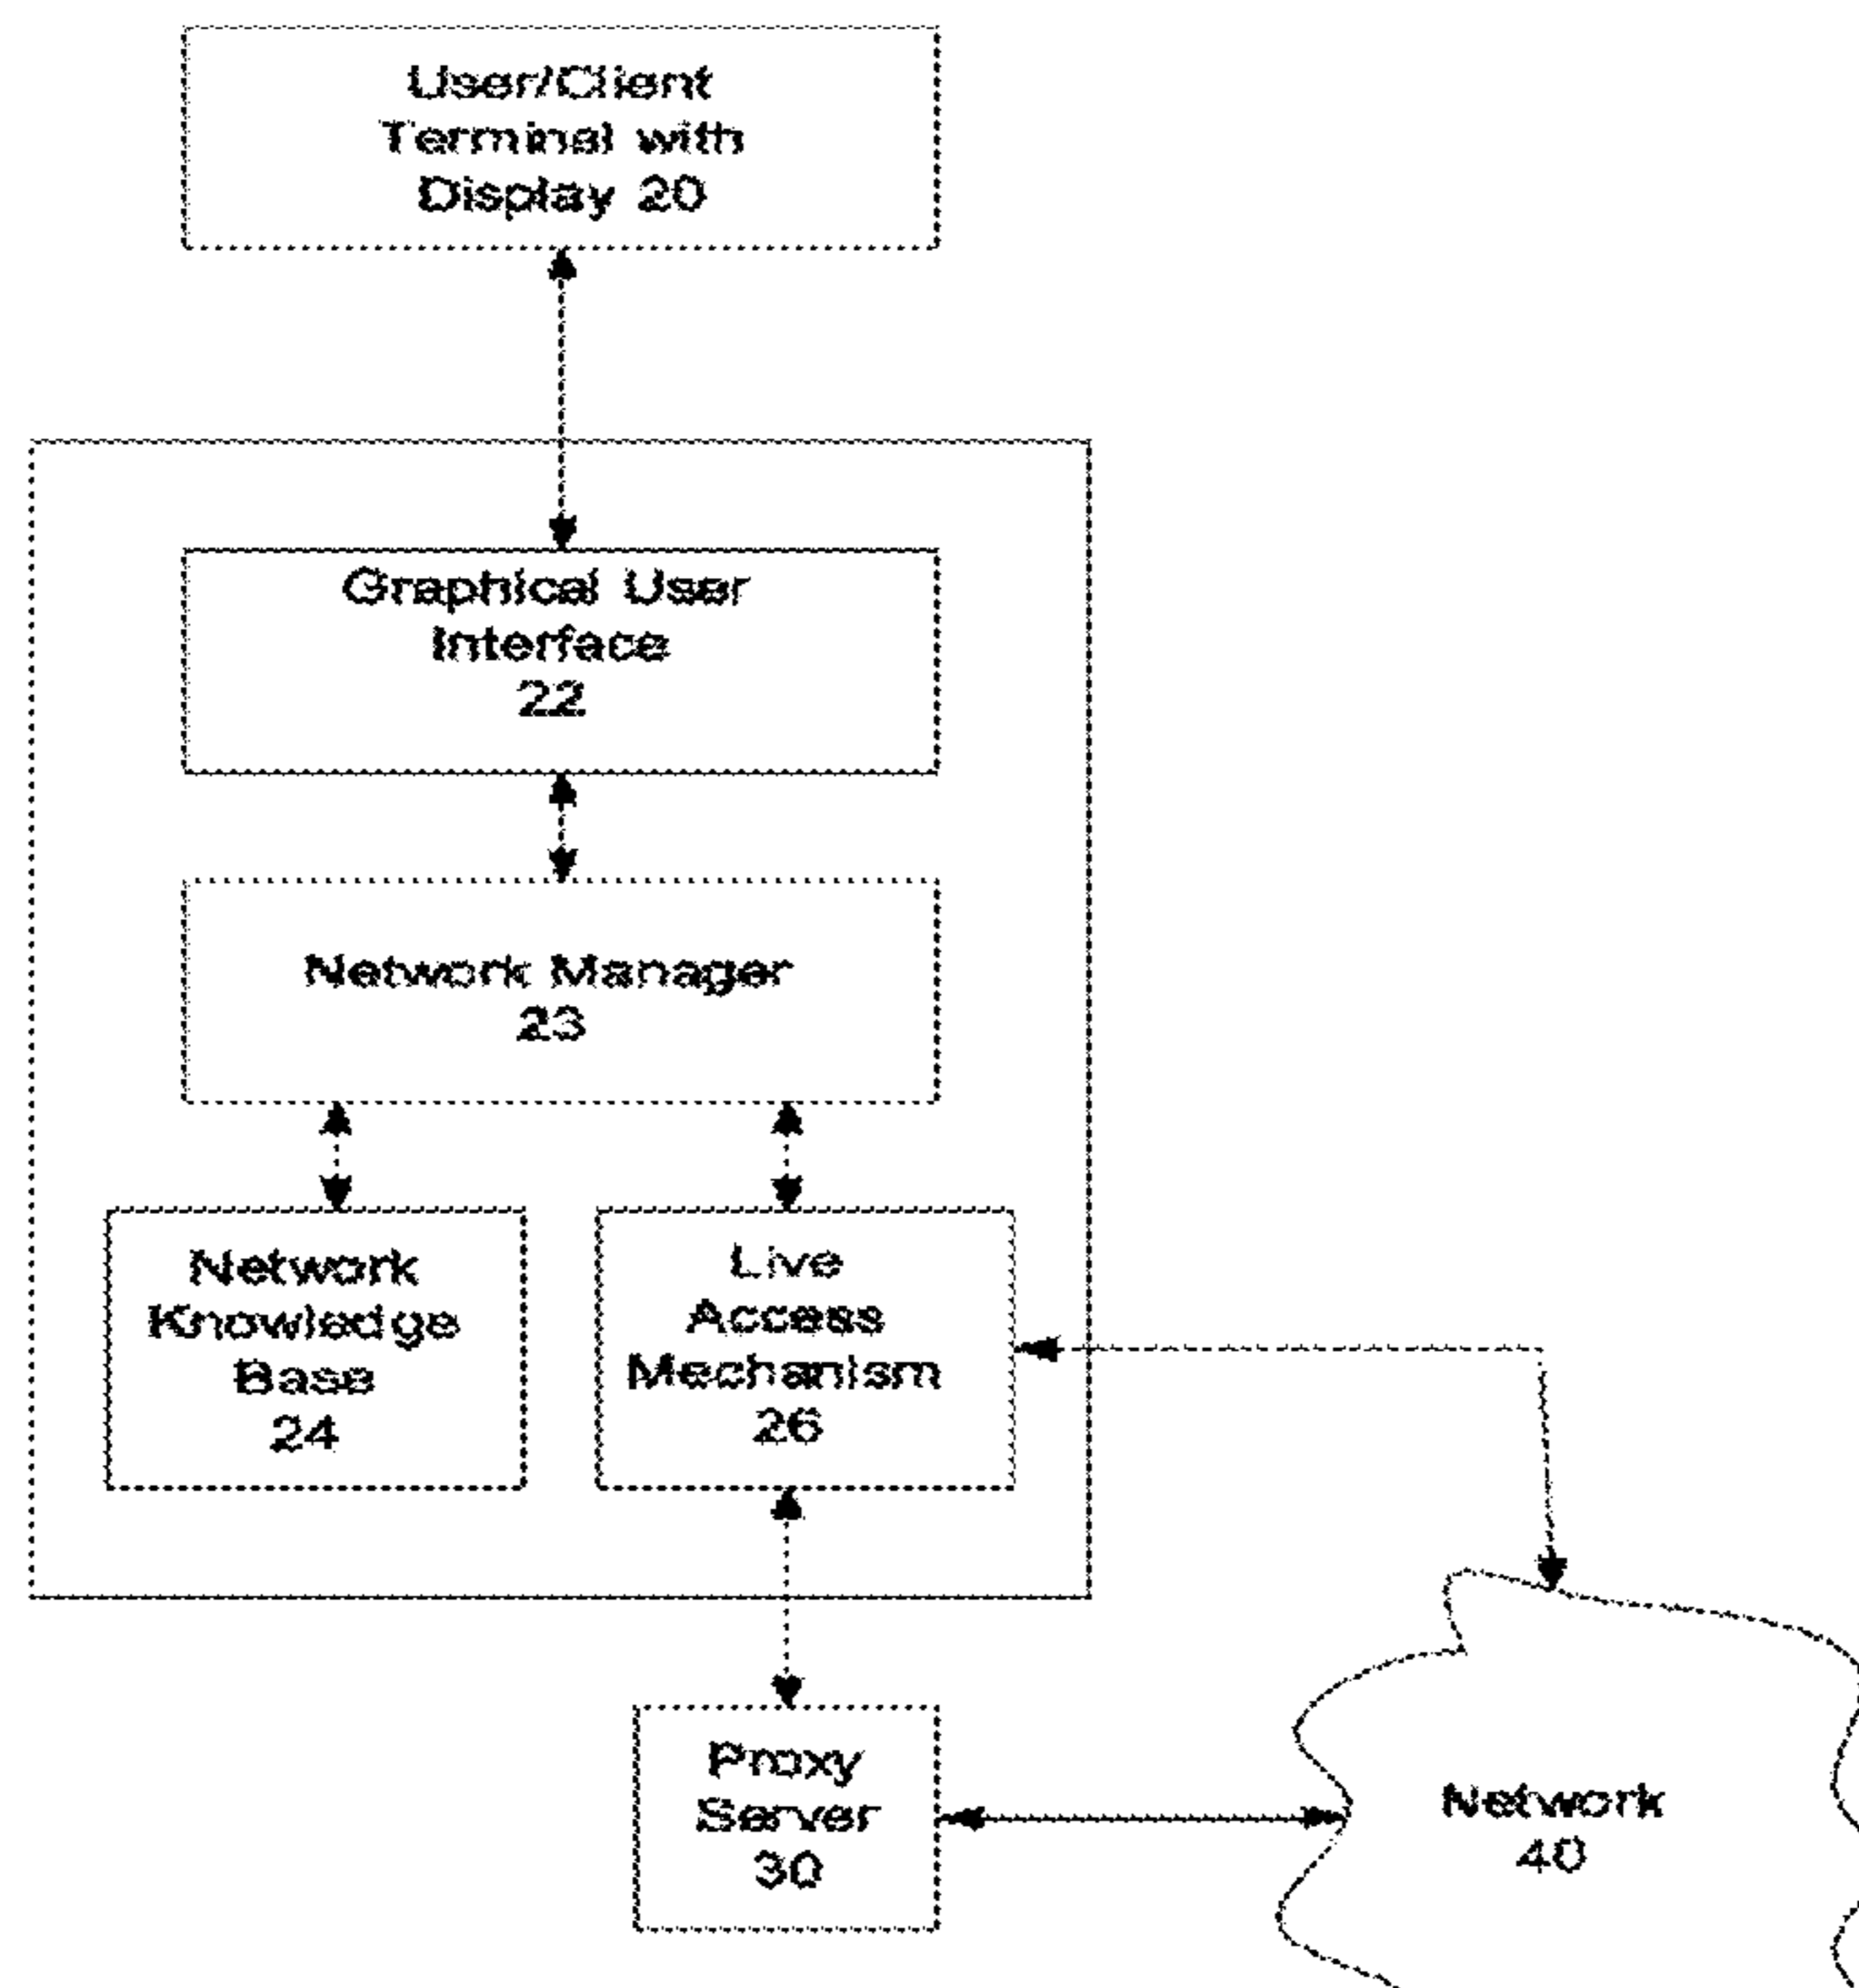 User/Client
Terminal with
Display 20
Graphical User
Interface
22
Network Manager
23
Network
Knowledge
Base
24
Live
Access
Mechanism
26
Proxy
Server
30
Network
40